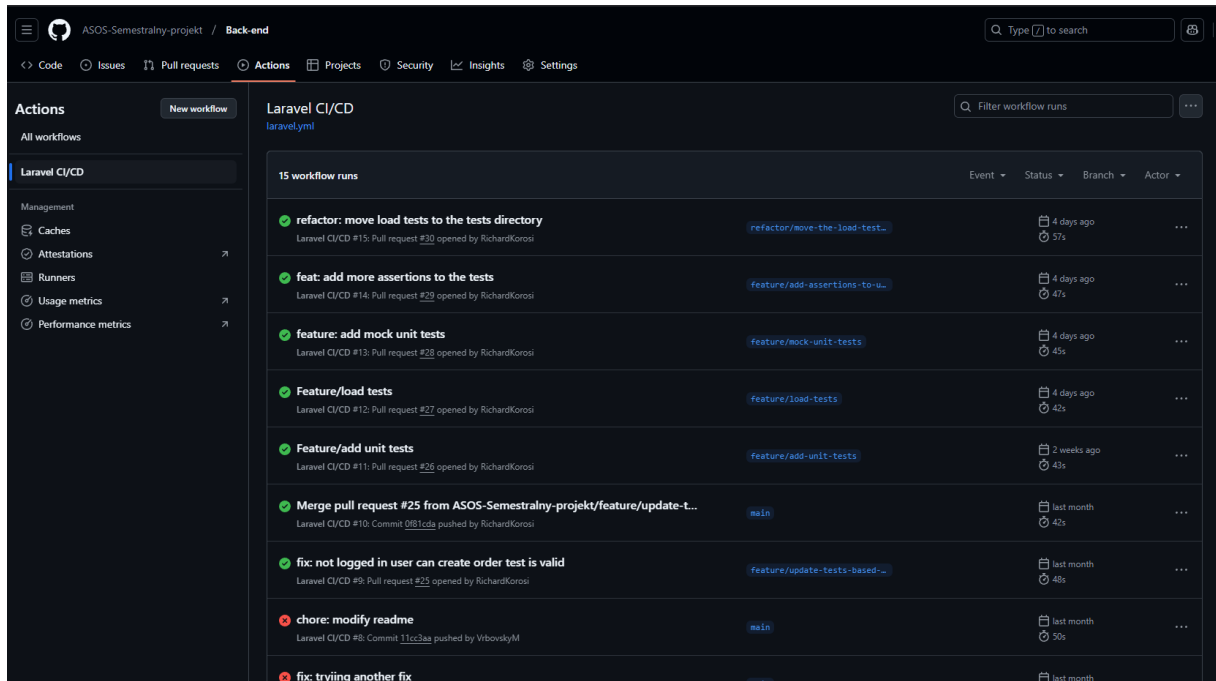 ASOS-Semestralny-projekt / Back-end
Type / to search
Code Issues Pull requests Actions Projects Security Insights Settings
Actions
New workflow
All workflows
Laravel CI/CD
Management
Caches
Attestations
Runners
Usage metrics
Performance metrics
Laravel CI/CD
laravel.yml
Filter workflow runs
15 workflow runs
Event Status Branch Actor
refactor: move load tests to the tests directory
Laravel CI/CD #15: Pull request #30 opened by RichardKorosi
refactor/move-the-load-test…
4 days ago
57s
feat: add more assertions to the tests
Laravel CI/CD #14: Pull request #29 opened by RichardKorosi
feature/add-assertions-to-u…
4 days ago
47s
feature: add mock unit tests
Laravel CI/CD #13: Pull request #28 opened by RichardKorosi
feature/mock-unit-tests
4 days ago
45s
Feature/load tests
Laravel CI/CD #12: Pull request #27 opened by RichardKorosi
feature/load-tests
4 days ago
42s
Feature/add unit tests
Laravel CI/CD #11: Pull request #26 opened by RichardKorosi
feature/add-unit-tests
2 weeks ago
43s
Merge pull request #25 from ASOS-Semestralny-projekt/feature/update-t...
Laravel CI/CD #10: Commit 0f81cda pushed by RichardKorosi
main
last month
42s
fix: not logged in user can create order test is valid
Laravel CI/CD #9: Pull request #25 opened by RichardKorosi
feature/update-tests-based-…
last month
48s
chore: modify readme
Laravel CI/CD #8: Commit 11cc3aa pushed by VrbovskyM
main
last month
50s
fix: tryiing another fix
last month